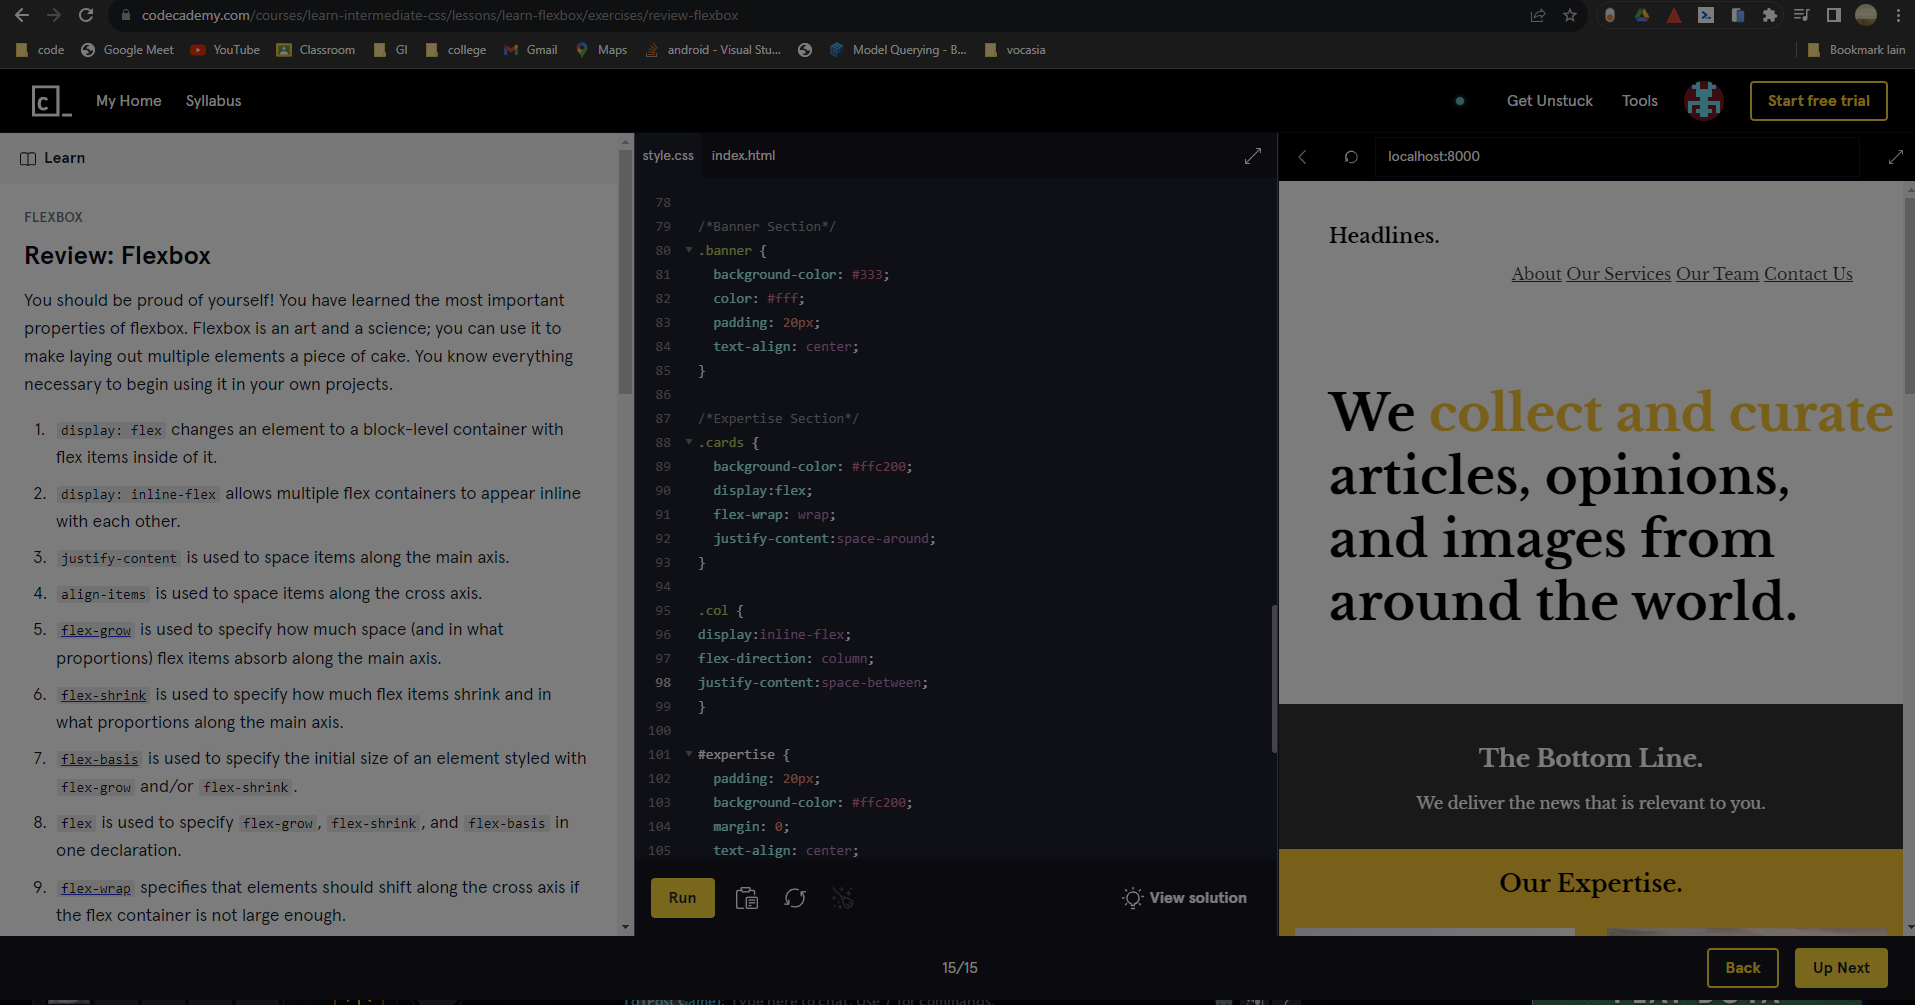 codecademy.com/courses/learn-intermediate-css/lessons/learn-flexbox/exercises/review-flexbox
code Google Meet YouTube Classroom GI college Gmail Maps android - Visual Stu... Model Querying - B... vocasia Bookmark lain
c_ My Home Syllabus Get Unstuck Tools Start free trial
Learn
FLEXBOX
Review: Flexbox
You should be proud of yourself! You have learned the most important
properties of flexbox. Flexbox is an art and a science; you can use it to
make laying out multiple elements a piece of cake. You know everything
necessary to begin using it in your own projects.
1. display: flex changes an element to a block-level container with
flex items inside of it.
2. display: inline-flex allows multiple flex containers to appear inline
with each other.
3. justify-content is used to space items along the main axis.
4. align-items is used to space items along the cross axis.
5. flex-grow is used to specify how much space (and in what
proportions) flex items absorb along the main axis.
6. flex-shrink is used to specify how much flex items shrink and in
what proportions along the main axis.
7. flex-basis is used to specify the initial size of an element styled with
flex-grow and/or flex-shrink.
8. flex is used to specify flex-grow, flex-shrink, and flex-basis in
one declaration.
9. flex-wrap specifies that elements should shift along the cross axis if
the flex container is not large enough.
style.css index.html
78
79 /*Banner Section*/
80 .banner {
81 background-color: #333;
82 color: #fff;
83 padding: 20px;
84 text-align: center;
85 }
86
87 /*Expertise Section*/
88 .cards {
89 background-color: #ffc200;
90 display:flex;
91 flex-wrap: wrap;
92 justify-content:space-around;
93 }
94
95 .col {
96 display:inline-flex;
97 flex-direction: column;
98 justify-content:space-between;
99 }
100
101 #expertise {
102 padding: 20px;
103 background-color: #ffc200;
104 margin: 0;
105 text-align: center;
Run View solution
localhost:8000
Headlines.
About Our Services Our Team Contact Us
We collect and curate
articles, opinions,
and images from
around the world.
The Bottom Line.
We deliver the news that is relevant to you.
Our Expertise.
15/15
Back Up Next